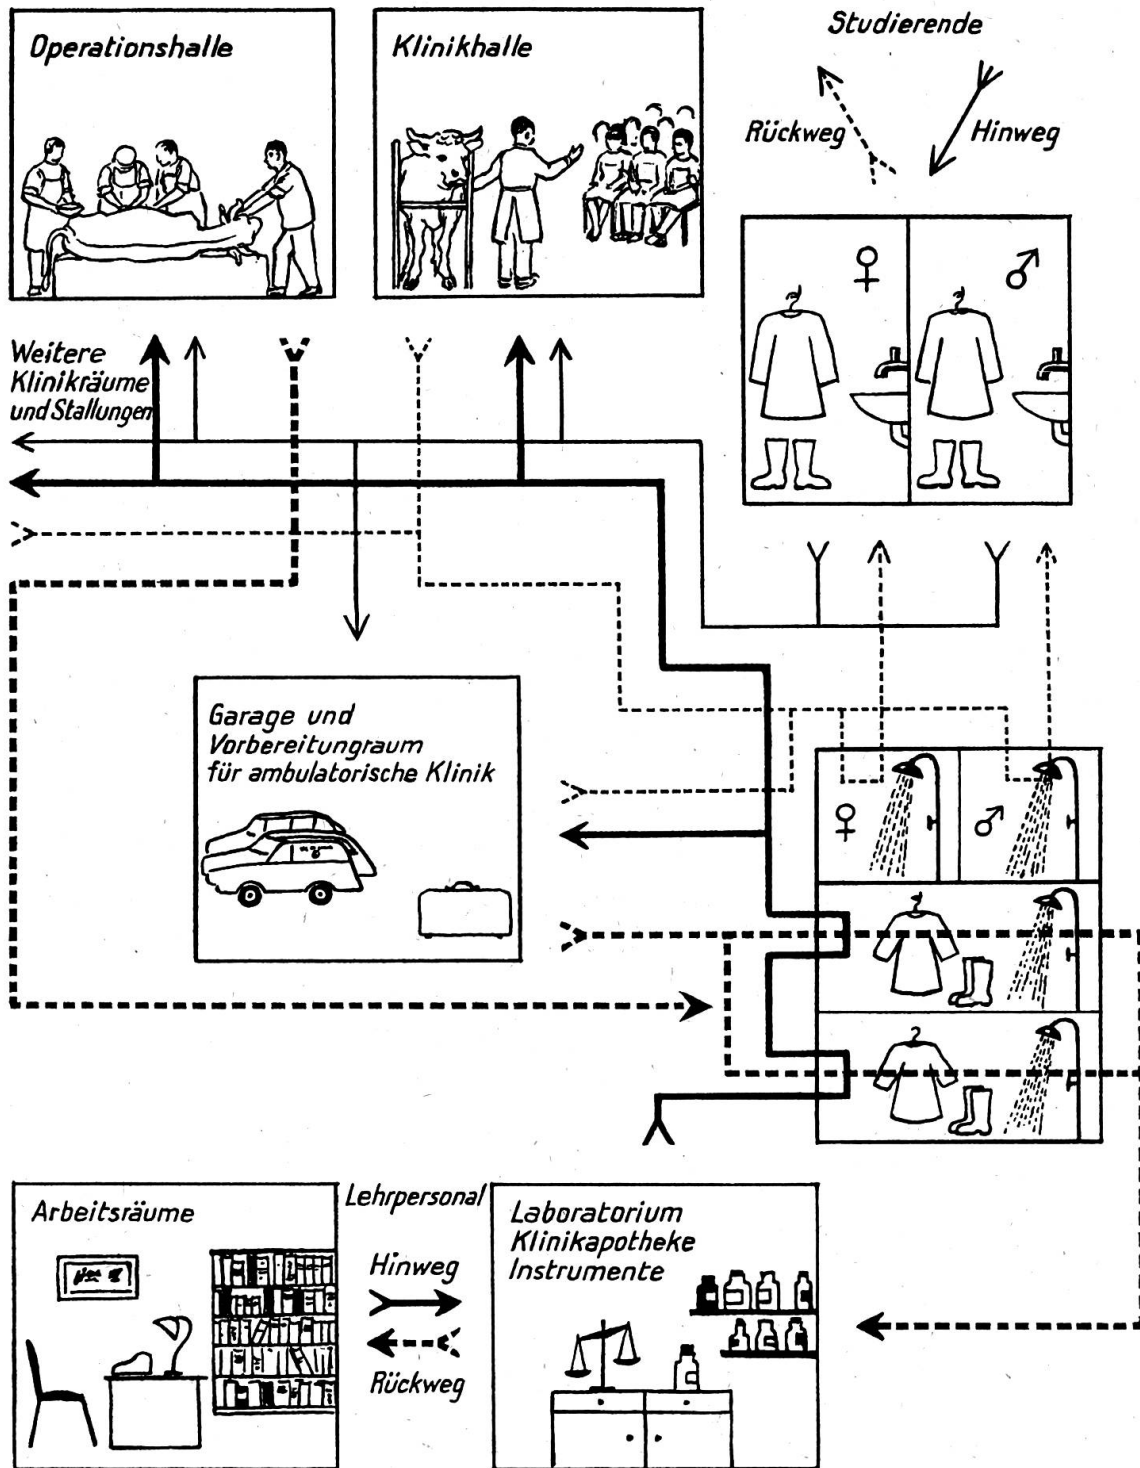 Operationshalle
Klinikhalle
Studierende
Rückweg
Hinweg
♀
♂
Weitere
Klinikräume
und Stallungen
Garage und
Vorbereitungraum
für ambulatorische Klinik
♀
♂
Arbeitsräume
Lehrpersonal
Hinweg
Rückweg
Laboratorium
Klinikapotheke
Instrumente